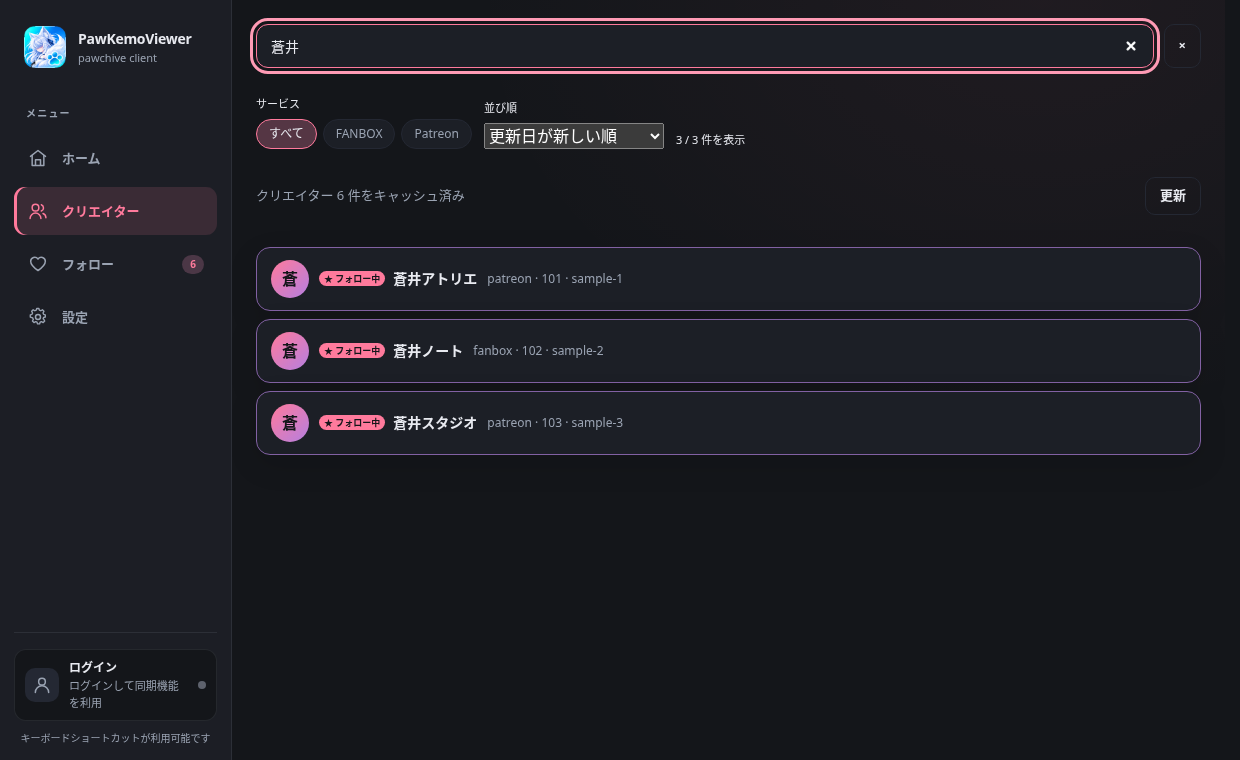 PawKemoViewer
pawchive client
メニュー
ホーム
クリエイター
フォロー 6
設定
ログイン
ログインして同期機能
を利用
キーボードショートカットが利用可能です
蒼井 ×
×
サービス
すべて FANBOX Patreon
並び順
更新日が新しい順
3 / 3 件を表示
クリエイター 6 件をキャッシュ済み
更新
蒼 ★ フォロー中 蒼井アトリエ patreon · 101 · sample-1
蒼 ★ フォロー中 蒼井ノート fanbox · 102 · sample-2
蒼 ★ フォロー中 蒼井スタジオ patreon · 103 · sample-3